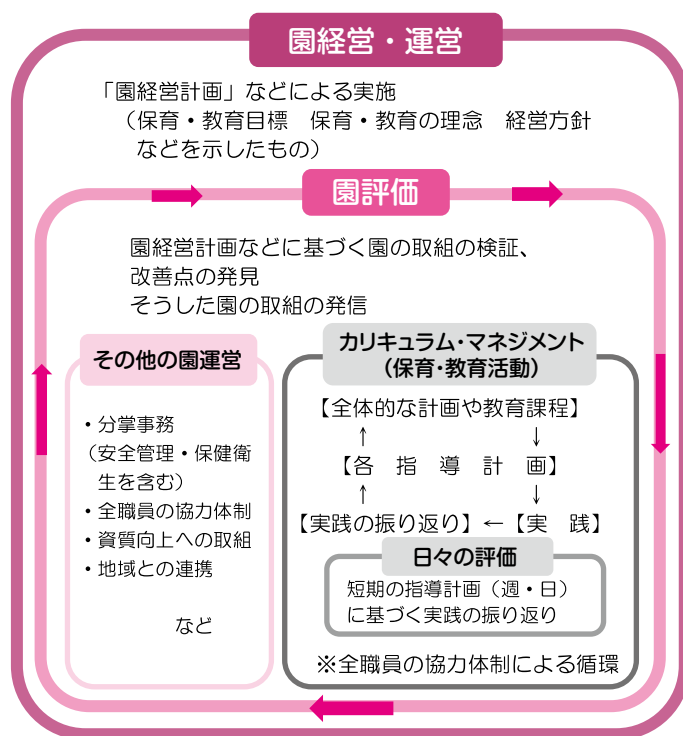 園経営・運営
「園経営計画」などによる実施
（保育・教育目標　保育・教育の理念　経営方針
などを示したもの）
園評価
園経営計画などに基づく園の取組の検証、
改善点の発見
そうした園の取組の発信
その他の園運営
・分掌事務
（安全管理・保健衛
生を含む）
・全職員の協力体制
・資質向上への取組
・地域との連携
など
カリキュラム・マネジメント
（保育・教育活動）
【全体的な計画や教育課程】
↑　↓
【各　指　導　計　画】
↑　↓
【実践の振り返り】←【実　践】
日々の評価
短期の指導計画（週・日）
に基づく実践の振り返り
※全職員の協力体制による循環